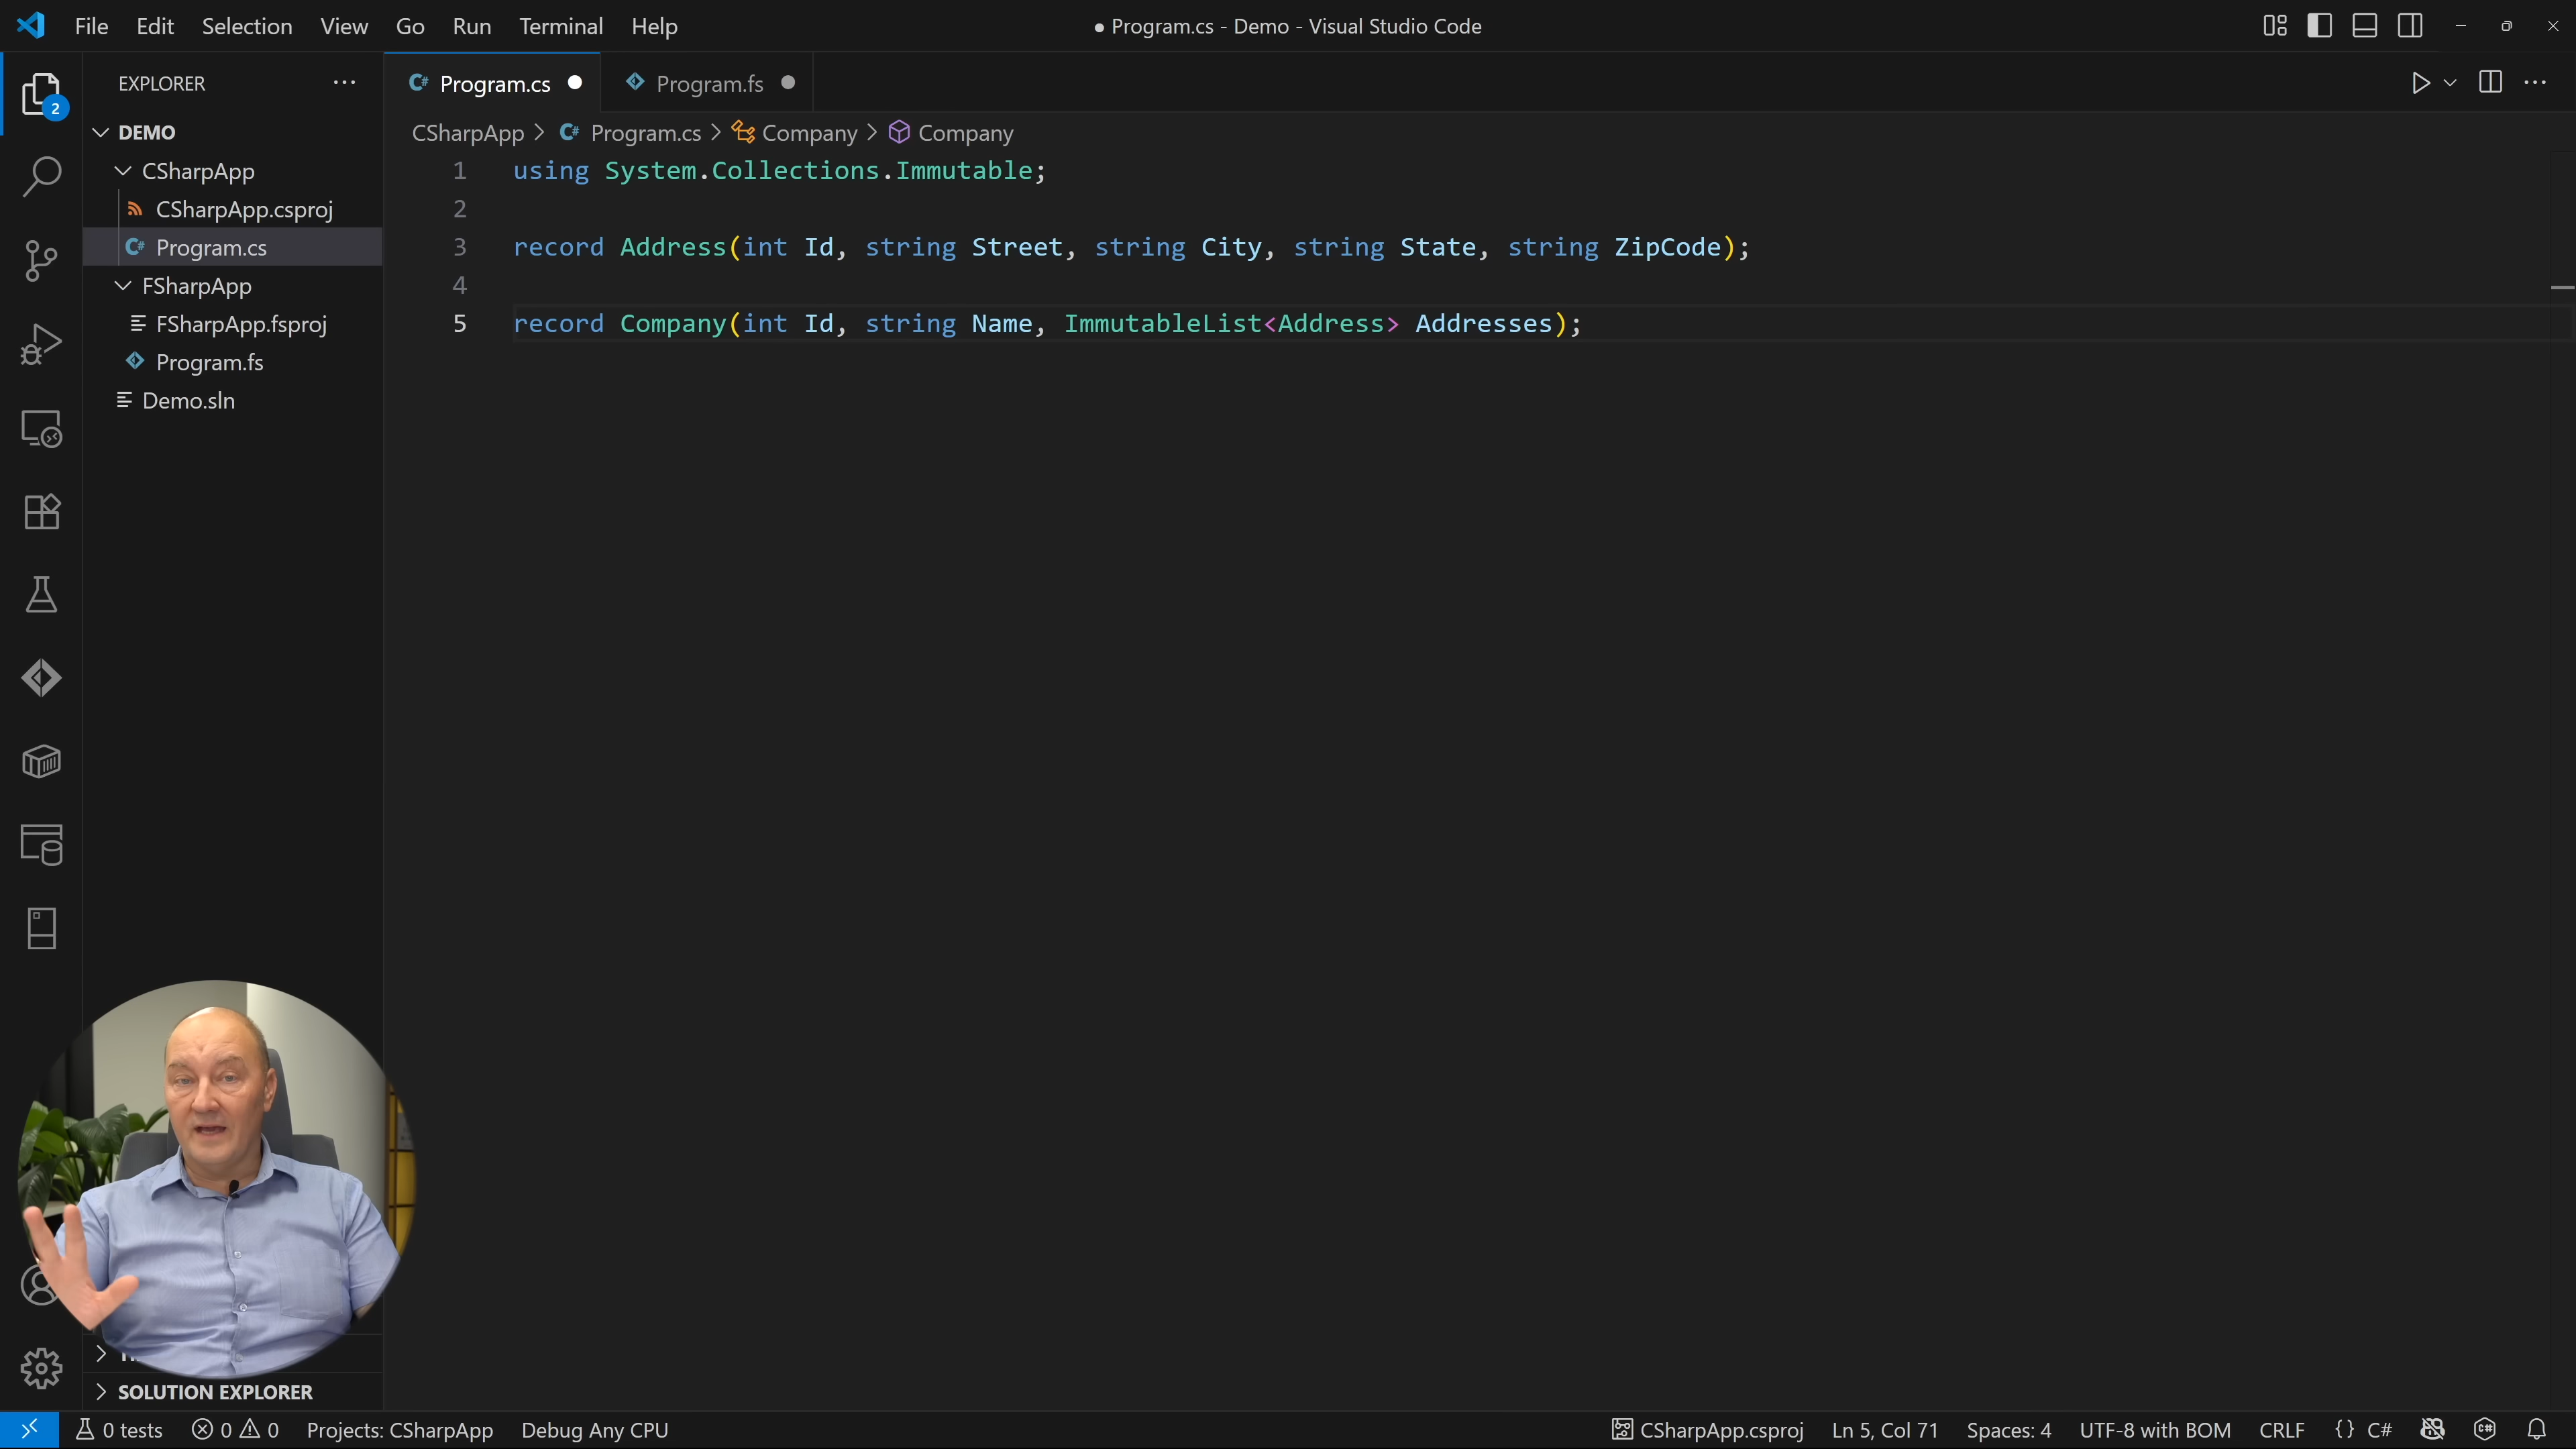 File Edit Selection View Go Run Terminal Help
● Program.cs - Demo - Visual Studio Code
EXPLORER
2
DEMO
CSharpApp
CSharpApp.csproj
C# Program.cs
FSharpApp
FSharpApp.fsproj
Program.fs
Demo.sln
SOLUTION EXPLORER
C# Program.cs
Program.fs
CSharpApp > C# Program.cs > Company > Company
1 using System.Collections.Immutable;
2
3 record Address(int Id, string Street, string City, string State, string ZipCode);
4
5 record Company(int Id, string Name, ImmutableList<Address> Addresses);
0 tests 0 0 Projects: CSharpApp Debug Any CPU
CSharpApp.csproj Ln 5, Col 71 Spaces: 4 UTF-8 with BOM CRLF {} C#